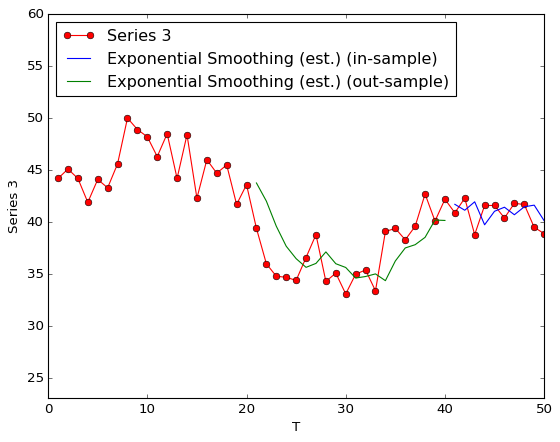 60
55
50
45
40
35
30
25
Series 3
Series 3
Exponential Smoothing (est.) (in-sample)
Exponential Smoothing (est.) (out-sample)
0 10 20 30 40 50
T